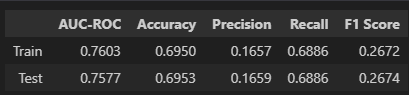 AUC-ROC Accuracy Precision Recall F1 Score
Train 0.7603 0.6950 0.1657 0.6886 0.2672
Test 0.7577 0.6953 0.1659 0.6886 0.2674